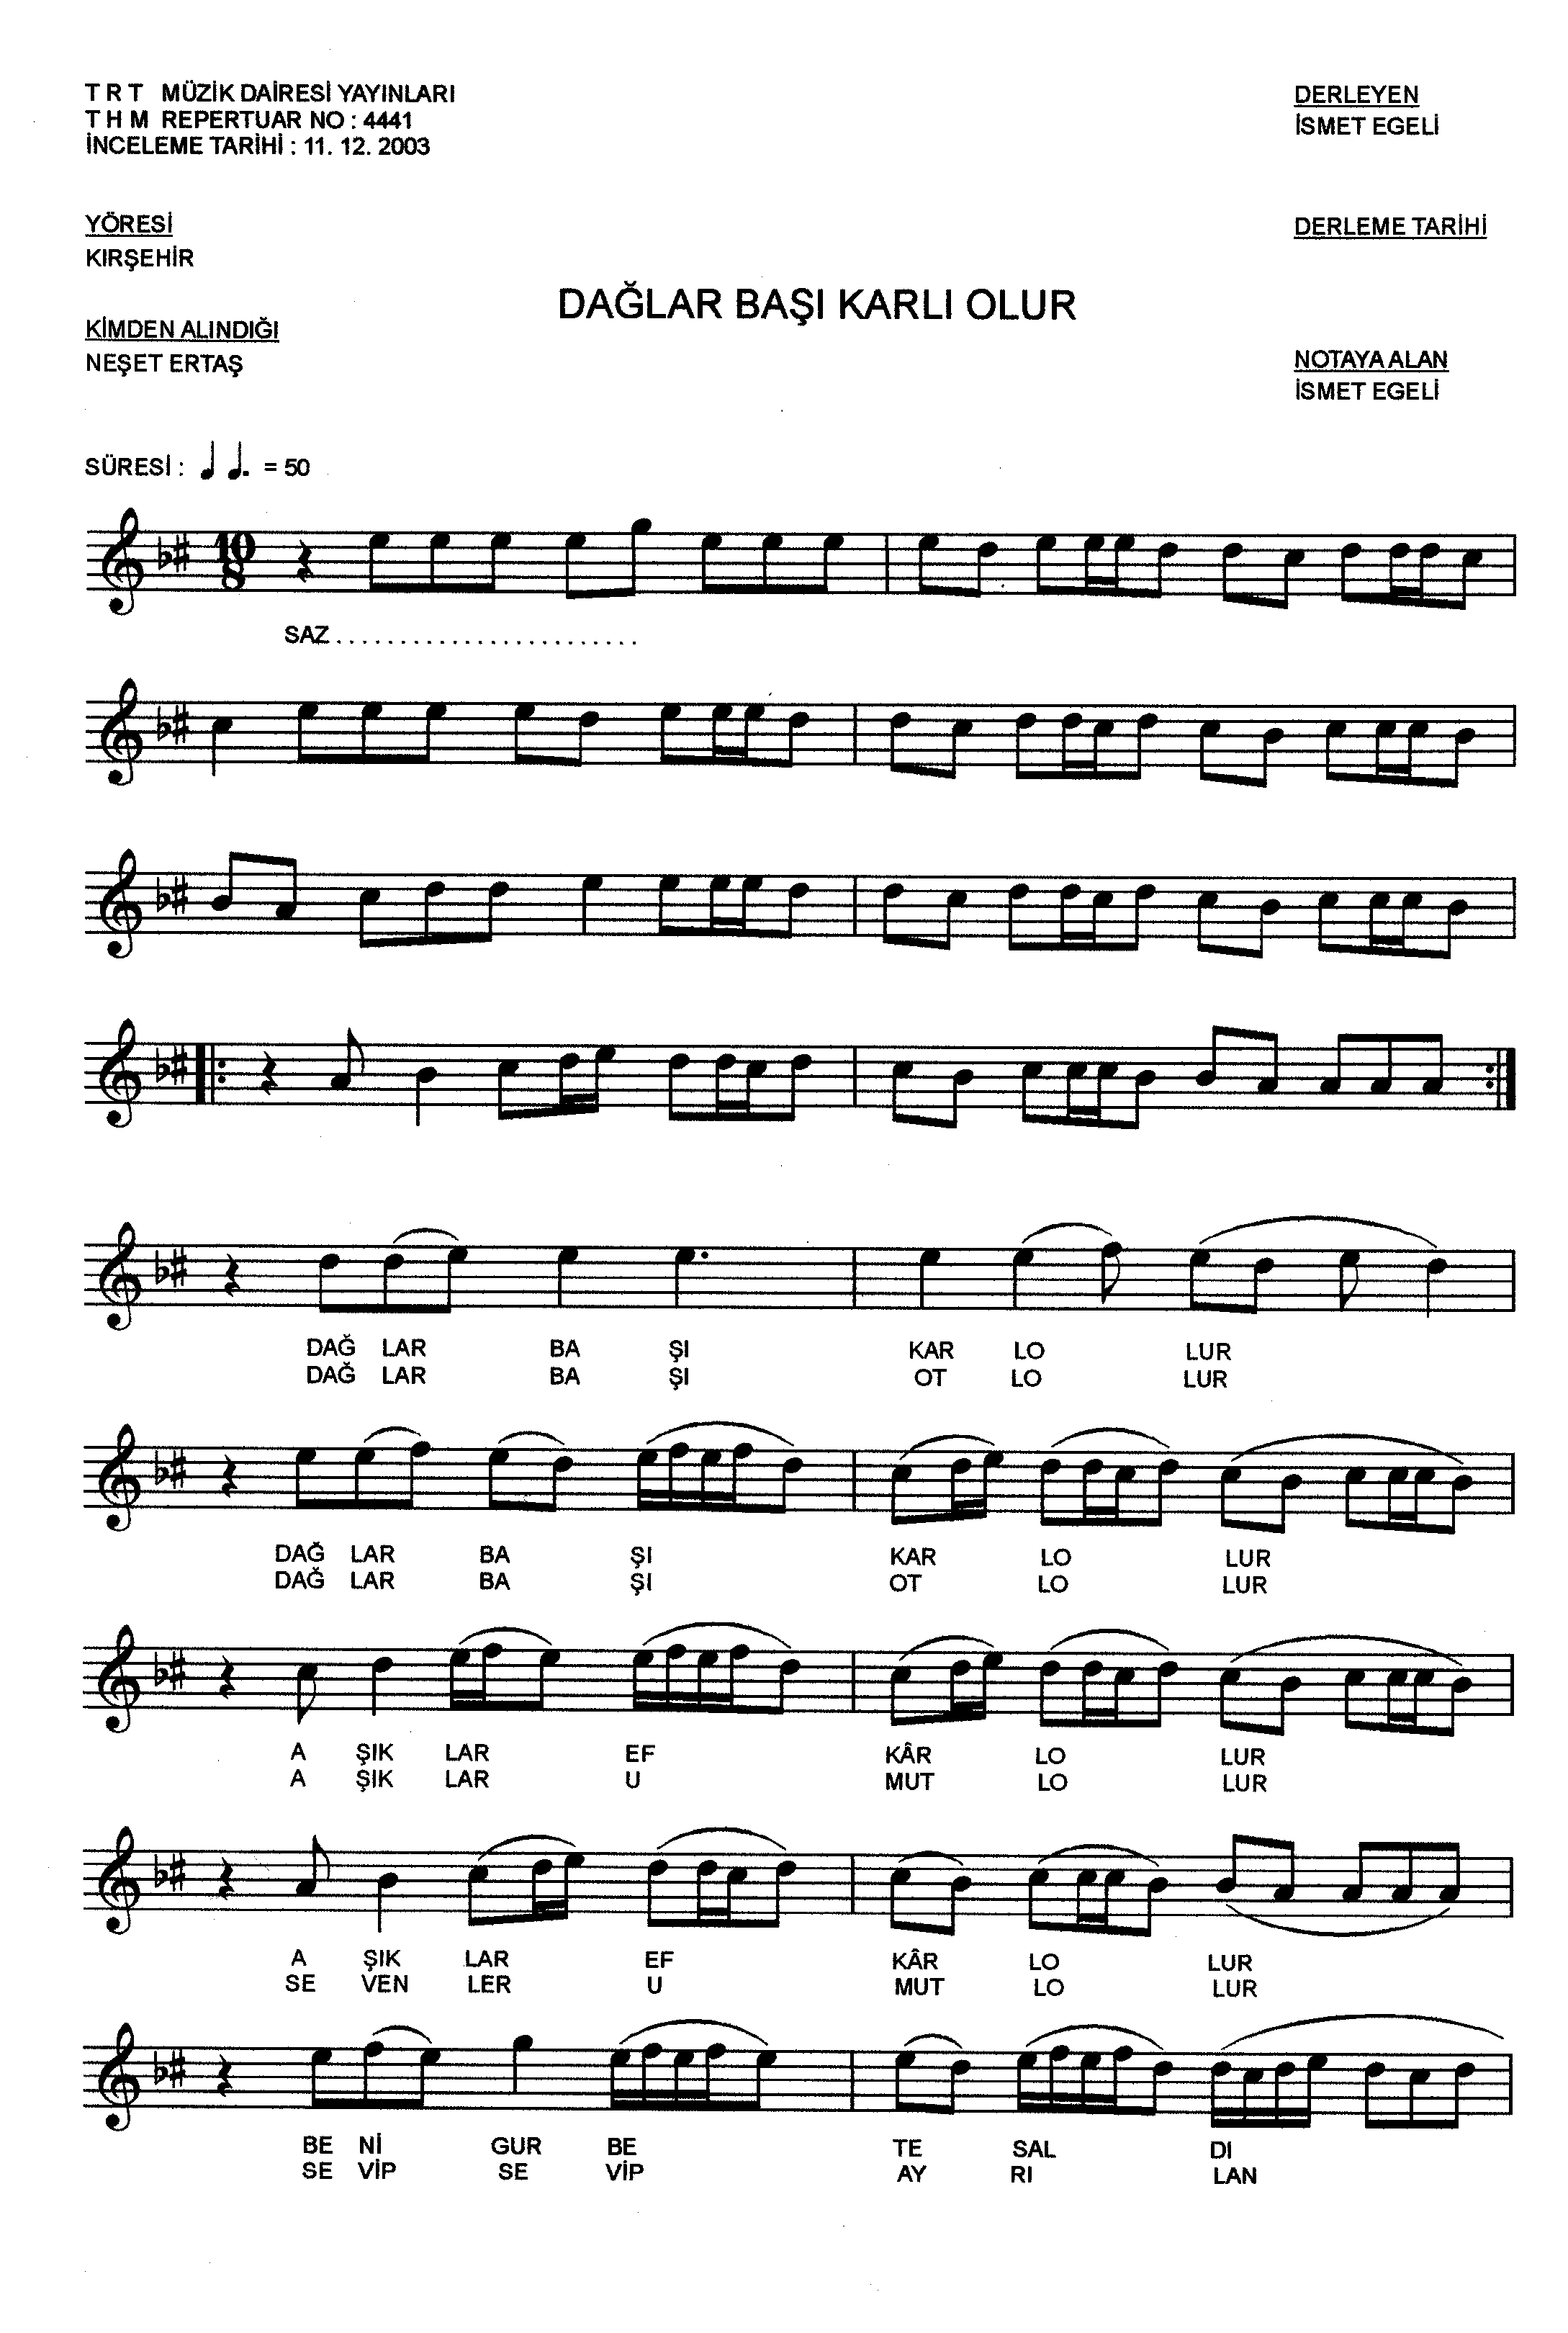 T R T MÜZİK DAİRESİ YAYINLARI
T H M REPERTUAR NO : 4441
İNCELEME TARİHİ : 11. 12. 2003
DERLEYEN
İSMET EGELİ
YÖRESİ
KIRŞEHİR
DERLEME TARİHİ
DAĞLAR BAŞI KARLI OLUR
KİMDEN ALINDIĞI
NEŞET ERTAŞ
NOTAYA ALAN
İSMET EGELİ
SÜRESİ : ♩ ♩. = 50
10
8
SAZ . . . . . . . . . . . . . . . . . . . . . . . .
DAĞ LAR BA ŞI KAR LO LUR
DAĞ LAR BA ŞI OT LO LUR
DAĞ LAR BA ŞI KAR LO LUR
DAĞ LAR BA ŞI OT LO LUR
A ŞIK LAR EF KÂR LO LUR
A ŞIK LAR U MUT LO LUR
A ŞIK LAR EF KÂR LO LUR
SE VEN LER U MUT LO LUR
BE Nİ GUR BE TE SAL DI
SE VİP SE VİP AY RI LAN